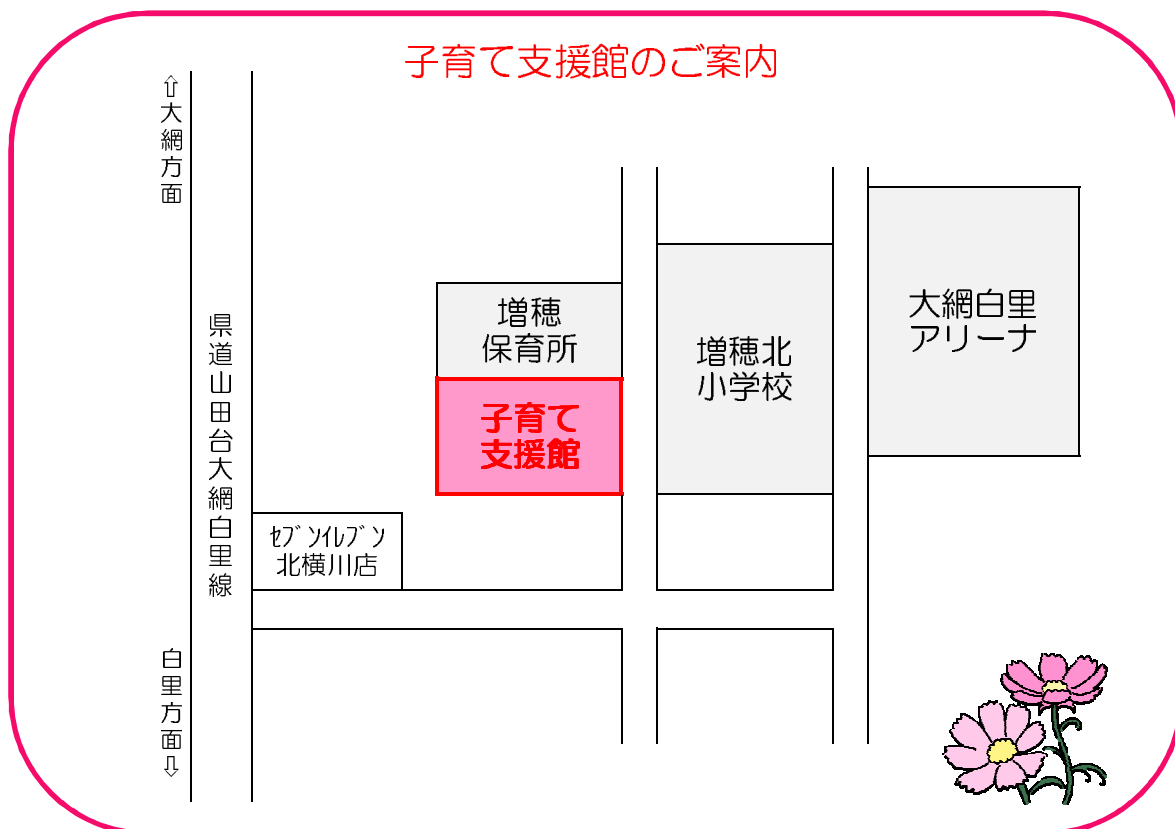 子育て支援館のご案内
⇧大網方面
県道山田台大網白里線
白里方面⇩
増穂
保育所
子育て
支援館
ｾﾌﾞﾝｲﾚﾌﾞﾝ
北横川店
増穂北
小学校
大網白里
アリーナ